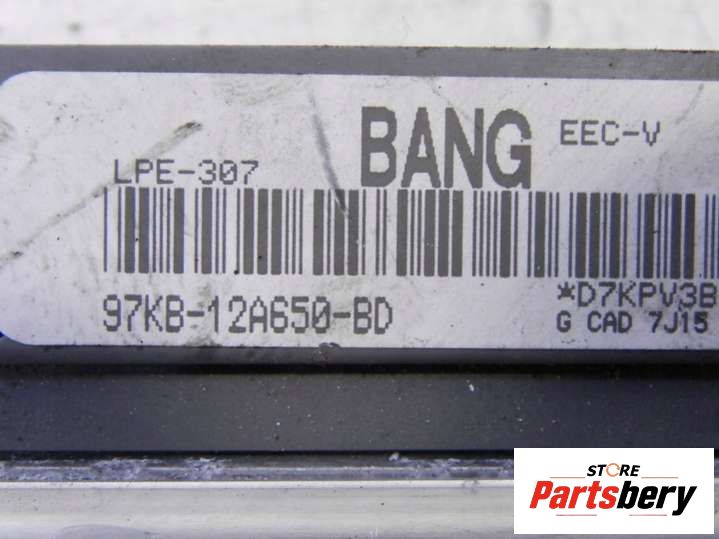 BANG EEC-V
LPE-307
97KB-12A650-BD
*D7KPV3B
G CAD 7J15
STORE
Partsbery